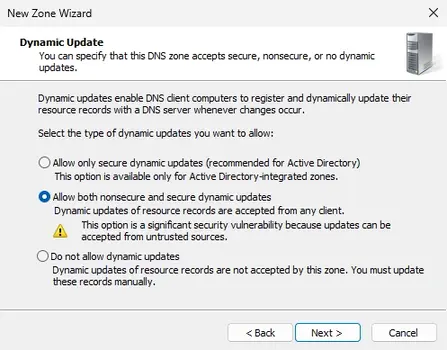 New Zone Wizard
Dynamic Update
You can specify that this DNS zone accepts secure, nonsecure, or no dynamic
updates.
Dynamic updates enable DNS client computers to register and dynamically update their
resource records with a DNS server whenever changes occur.
Select the type of dynamic updates you want to allow:
Allow only secure dynamic updates (recommended for Active Directory)
This option is available only for Active Directory-integrated zones.
Allow both nonsecure and secure dynamic updates
Dynamic updates of resource records are accepted from any client.
This option is a significant security vulnerability because updates can be
accepted from untrusted sources.
Do not allow dynamic updates
Dynamic updates of resource records are not accepted by this zone. You must update
these records manually.
< Back
Next >
Cancel